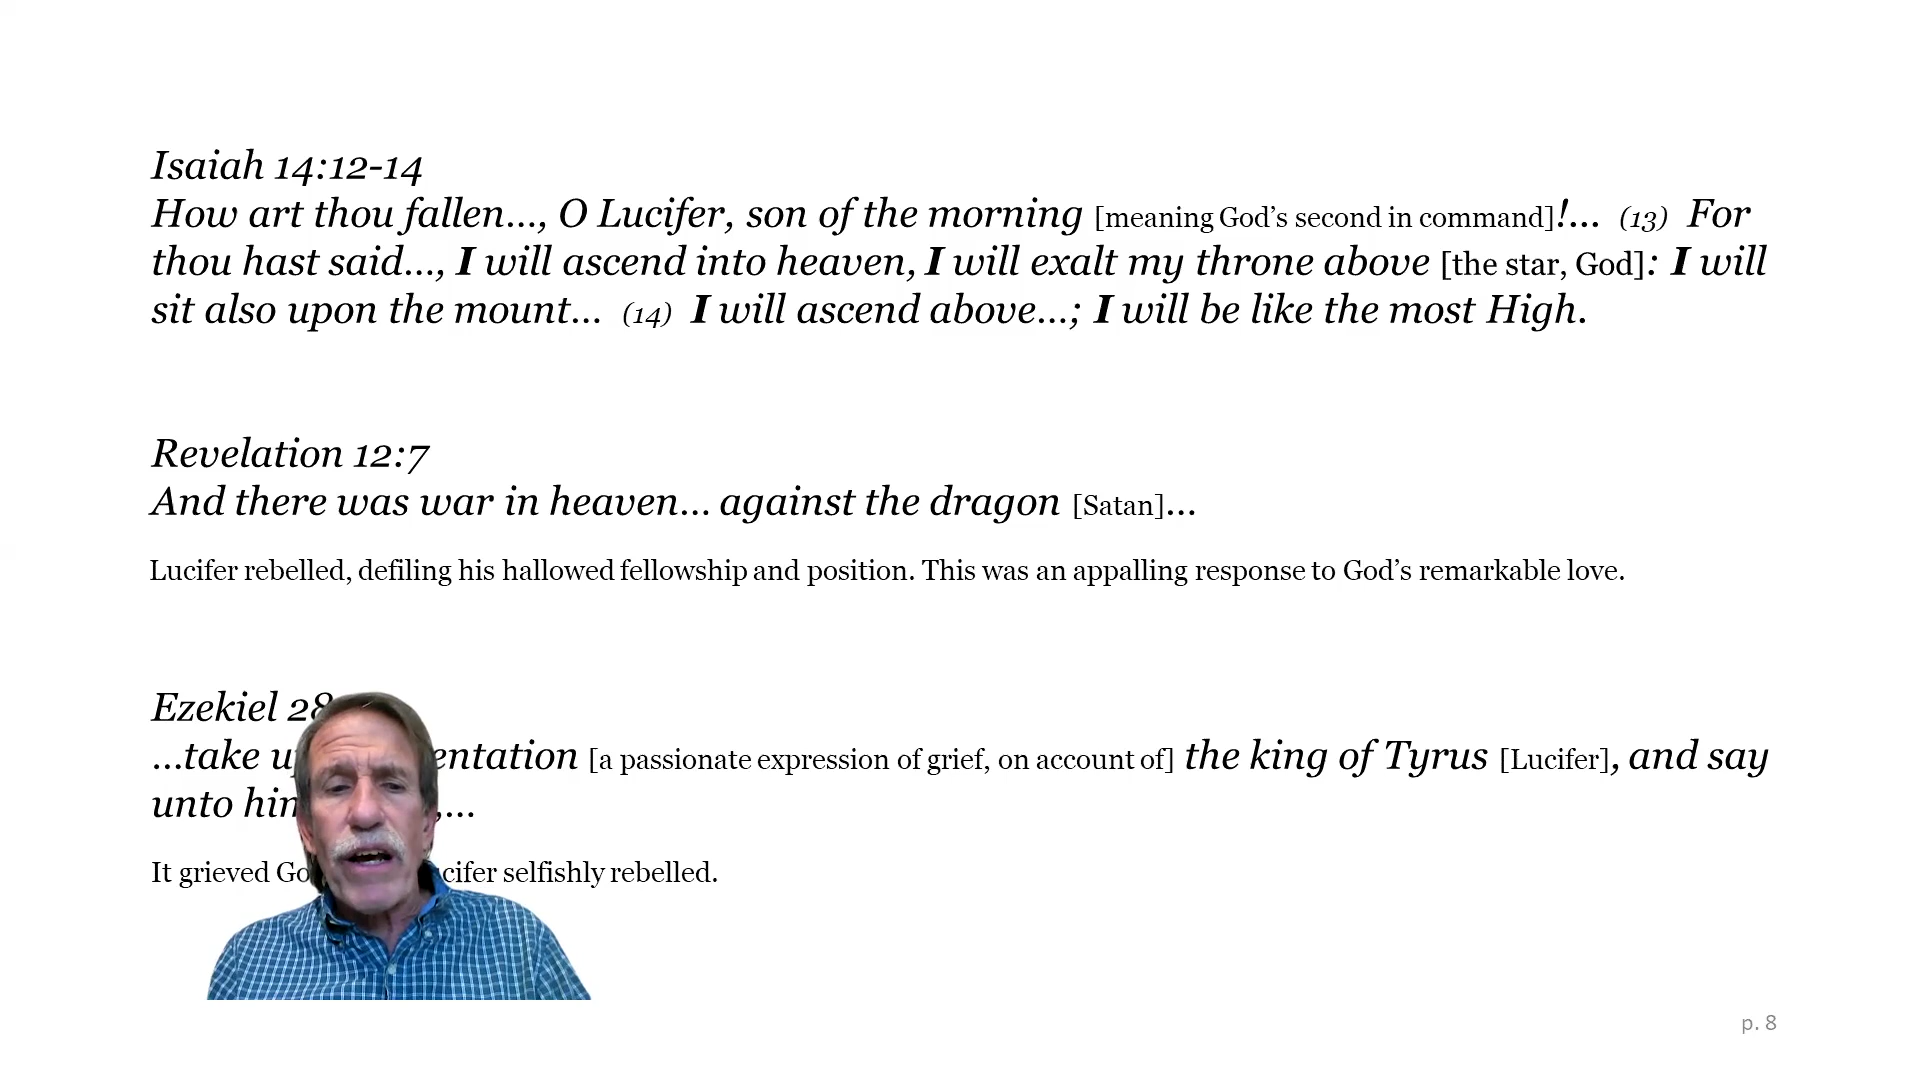 Isaiah 14:12-14
How art thou fallen…, O Lucifer, son of the morning [meaning God’s second in command]!… (13) For
thou hast said…, I will ascend into heaven, I will exalt my throne above [the star, God]: I will
sit also upon the mount… (14) I will ascend above…; I will be like the most High.
Revelation 12:7
And there was war in heaven… against the dragon [Satan]…
Lucifer rebelled, defiling his hallowed fellowship and position. This was an appalling response to God’s remarkable love.
Ezekiel 28
…take entation [a passionate expression of grief, on account of] the king of Tyrus [Lucifer], and say
unto ,…
It grieved selfishly rebelled.
p. 8